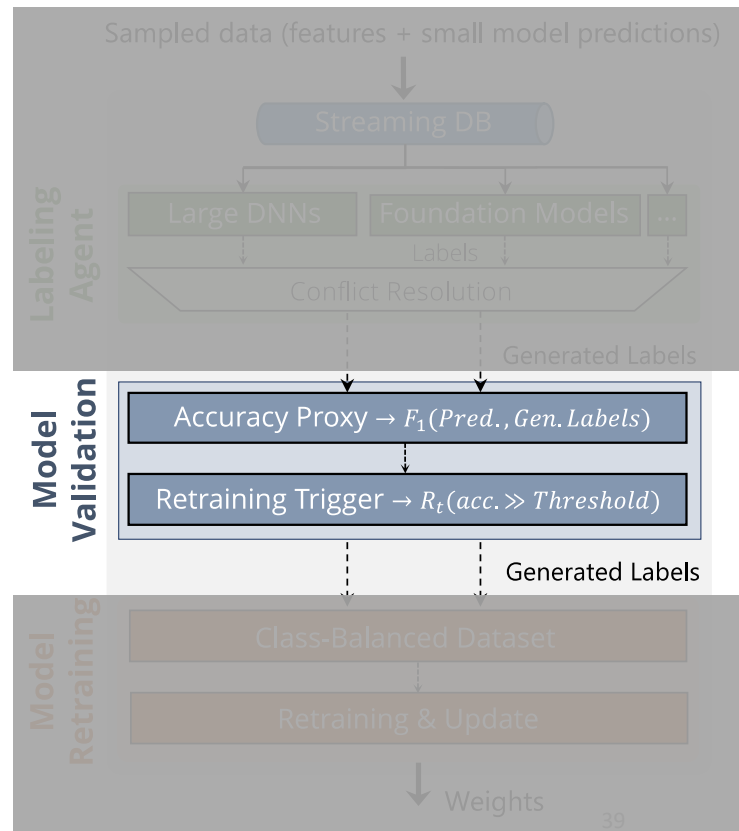 Sampled data (features + small model predictions)
Streaming DB
Labeling
Agent
Large DNNs
Foundation Models
...
Labels
Conflict Resolution
Generated Labels
Model
Validation
Accuracy Proxy → F₁(Pred., Gen. Labels)
Retraining Trigger → Rₜ(acc. ≫ Threshold)
Generated Labels
Model
Retraining
Class-Balanced Dataset
Retraining & Update
Weights
39